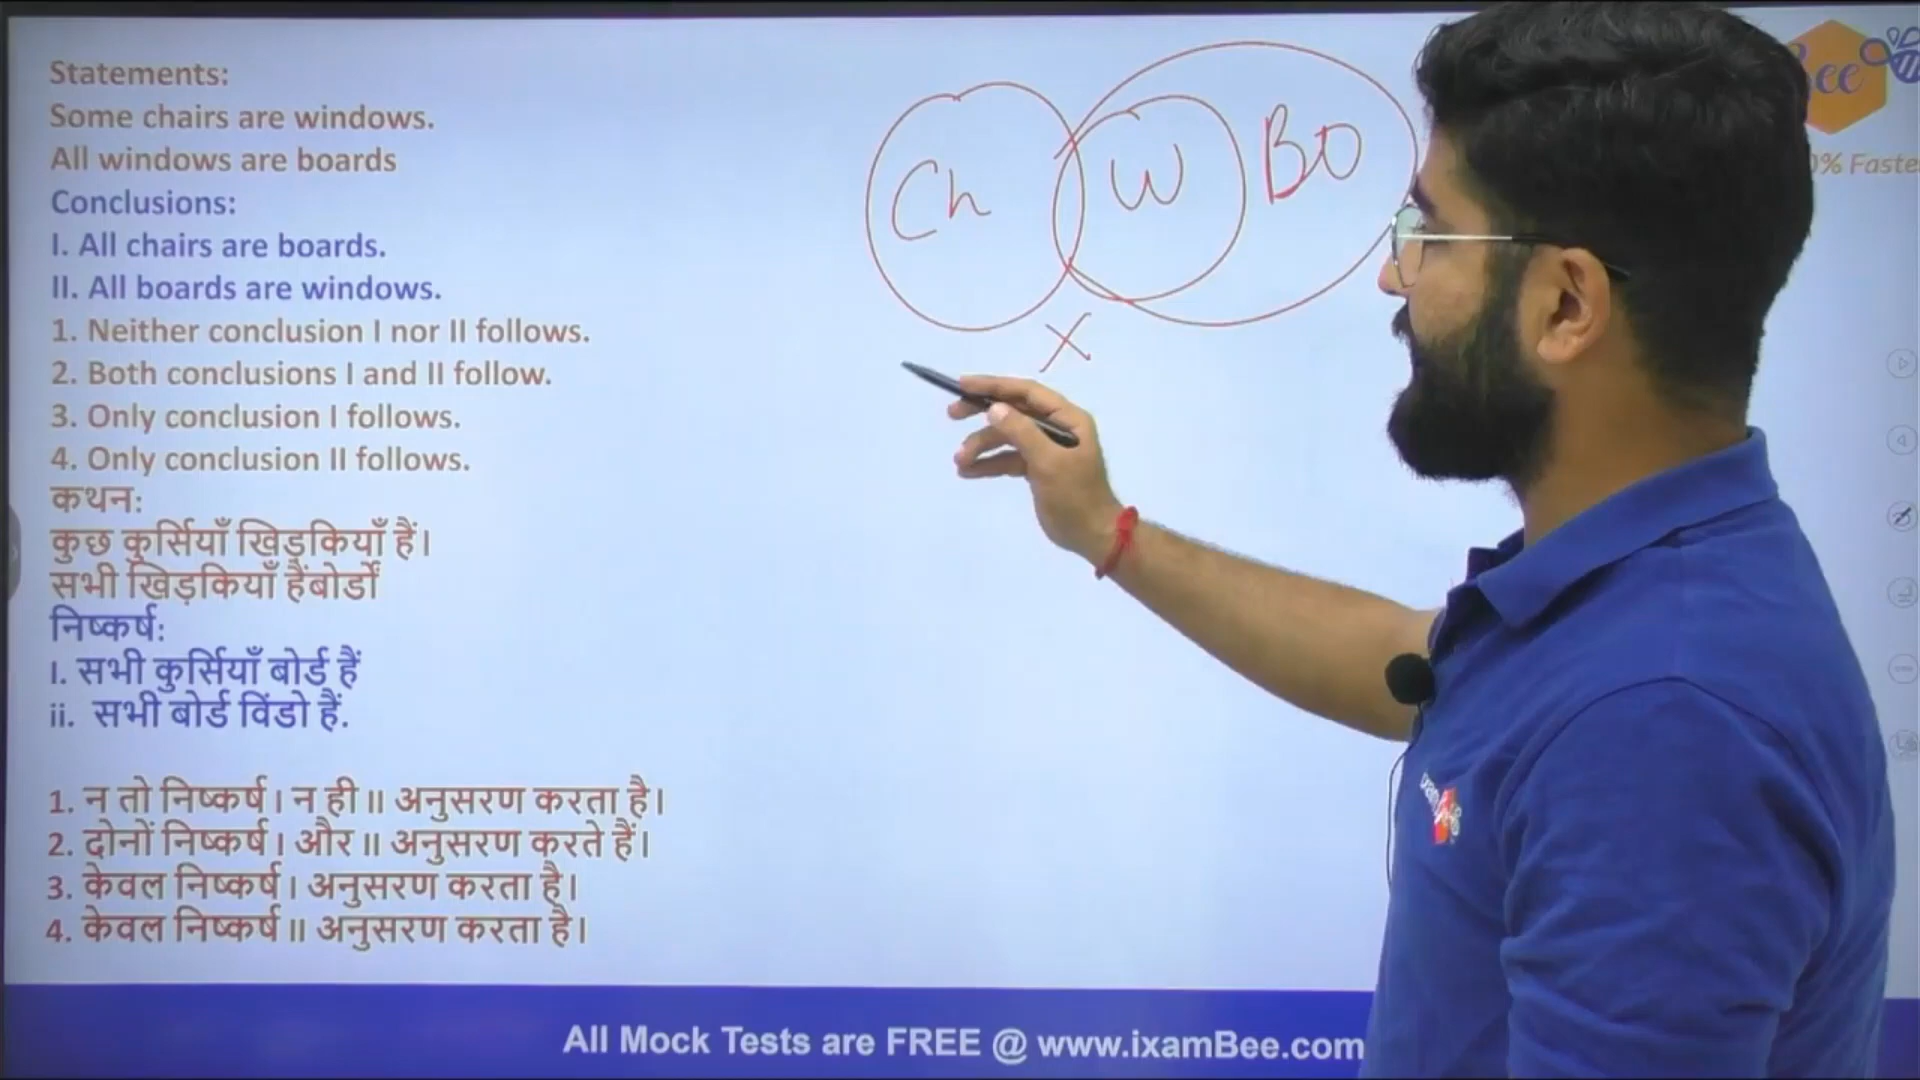 Statements:
Some chairs are windows.
All windows are boards
Conclusions:
I. All chairs are boards.
II. All boards are windows.
1. Neither conclusion I nor II follows.
2. Both conclusions I and II follow.
3. Only conclusion I follows.
4. Only conclusion II follows.
कथन:
कुछ कुर्सियाँ खिड़कियाँ हैं।
सभी खिड़कियाँ हैंबोर्डों
निष्कर्ष:
I. सभी कुर्सियाँ बोर्ड हैं
ii. सभी बोर्ड विंडो हैं.
1. न तो निष्कर्ष I न ही II अनुसरण करता है।
2. दोनों निष्कर्ष I और II अनुसरण करते हैं।
3. केवल निष्कर्ष I अनुसरण करता है।
4. केवल निष्कर्ष II अनुसरण करता है।
Ch W BO
X
Bee
0% Faste
All Mock Tests are FREE @ www.ixamBee.com